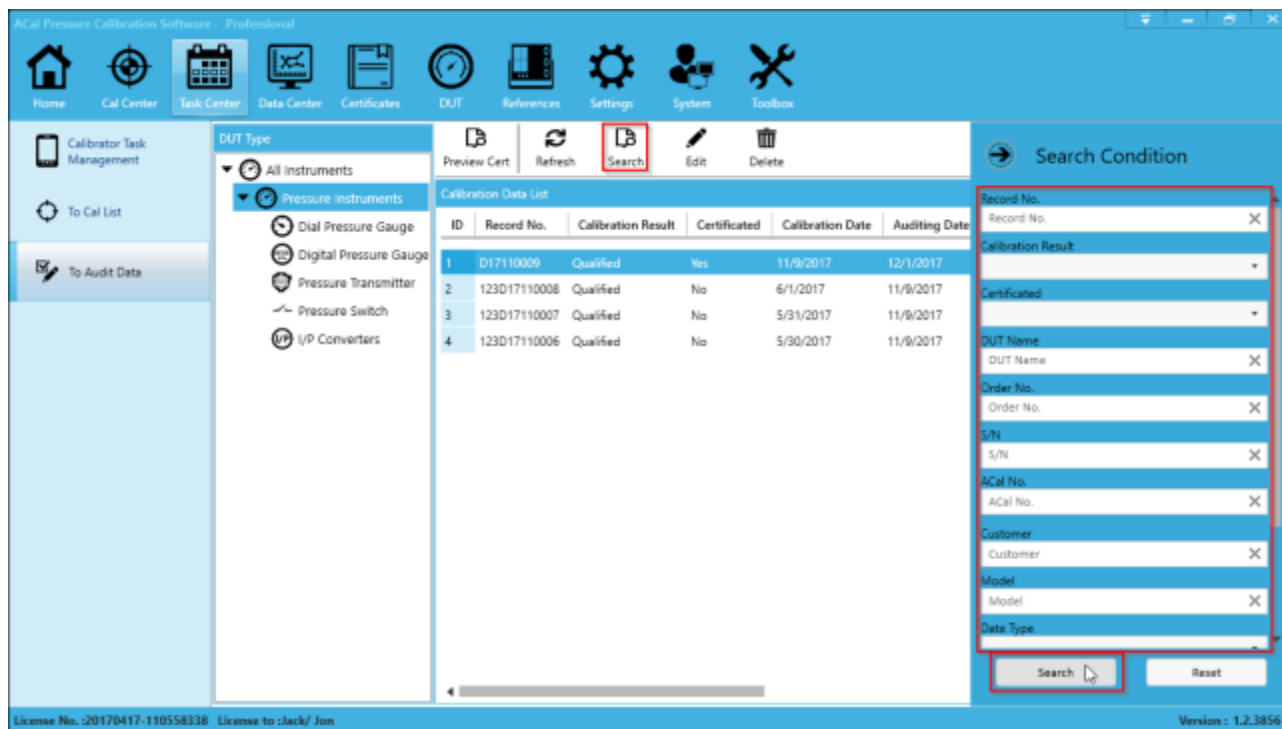 ACal Pressure Calibration Software - Professional
Home Cal Center Task Center Data Center Certificates DUT References Settings System Toolbox
Calibrator Task Management
To Cal List
To Audit Data
DUT Type
All Instruments
Pressure Instruments
Dial Pressure Gauge
Digital Pressure Gauge
Pressure Transmitter
Pressure Switch
I/P Converters
Preview Cert Refresh Search Edit Delete
Calibration Data List
ID Record No. Calibration Result Certificated Calibration Date Auditing Date
1 D17110009 Qualified Yes 11/9/2017 12/1/2017
2 123D17110008 Qualified No 6/1/2017 11/9/2017
3 123D17110007 Qualified No 5/31/2017 11/9/2017
4 123D17110006 Qualified No 5/30/2017 11/9/2017
Search Condition
Record No.
Record No.
Calibration Result
Certificated
DUT Name
DUT Name
Order No.
Order No.
S/N
S/N
ACal No.
ACal No.
Customer
Customer
Model
Model
Date Type
Search Reset
License No. :20170417-110558338 License to :Jack/ Jon
Version : 1.2.3856